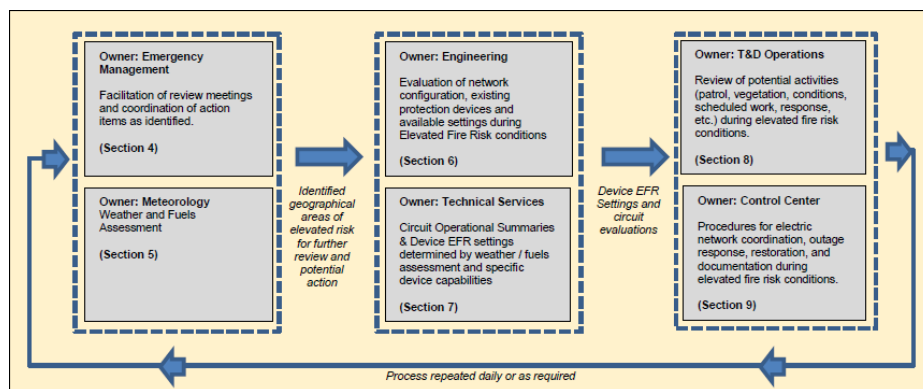 Owner: Emergency
Management
Facilitation of review meetings
and coordination of action
items as identified.
(Section 4)
Owner: Meteorology
Weather and Fuels
Assessment
(Section 5)
Identified
geographical
areas of
elevated risk
for further
review and
potential
action
Owner: Engineering
Evaluation of network
configuration, existing
protection devices and
available settings during
Elevated Fire Risk conditions
(Section 6)
Owner: Technical Services
Circuit Operational Summaries
& Device EFR settings
determined by weather / fuels
assessment and specific
device capabilities
(Section 7)
Device EFR
Settings and
circuit
evaluations
Owner: T&D Operations
Review of potential activities
(patrol, vegetation, conditions,
scheduled work, response,
etc.) during elevated fire risk
conditions.
(Section 8)
Owner: Control Center
Procedures for electric
network coordination, outage
response, restoration, and
documentation during
elevated fire risk conditions.
(Section 9)
Process repeated daily or as required